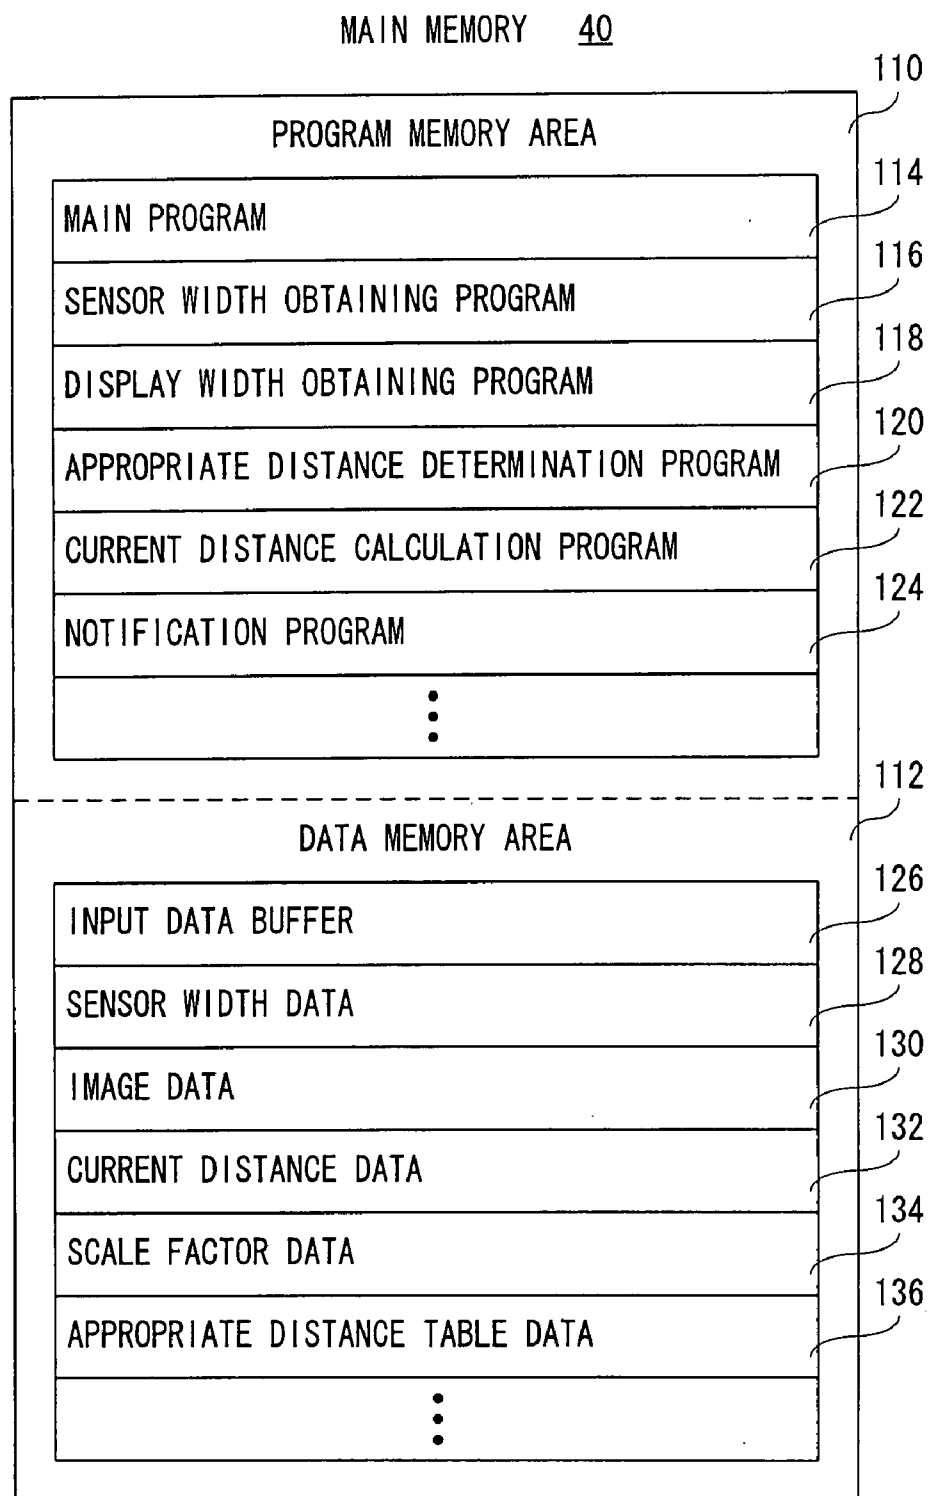 MAIN MEMORY 40
110
PROGRAM MEMORY AREA
114
MAIN PROGRAM
116
SENSOR WIDTH OBTAINING PROGRAM
118
DISPLAY WIDTH OBTAINING PROGRAM
120
APPROPRIATE DISTANCE DETERMINATION PROGRAM
122
CURRENT DISTANCE CALCULATION PROGRAM
124
NOTIFICATION PROGRAM
112
DATA MEMORY AREA
126
INPUT DATA BUFFER
128
SENSOR WIDTH DATA
130
IMAGE DATA
132
CURRENT DISTANCE DATA
134
SCALE FACTOR DATA
136
APPROPRIATE DISTANCE TABLE DATA